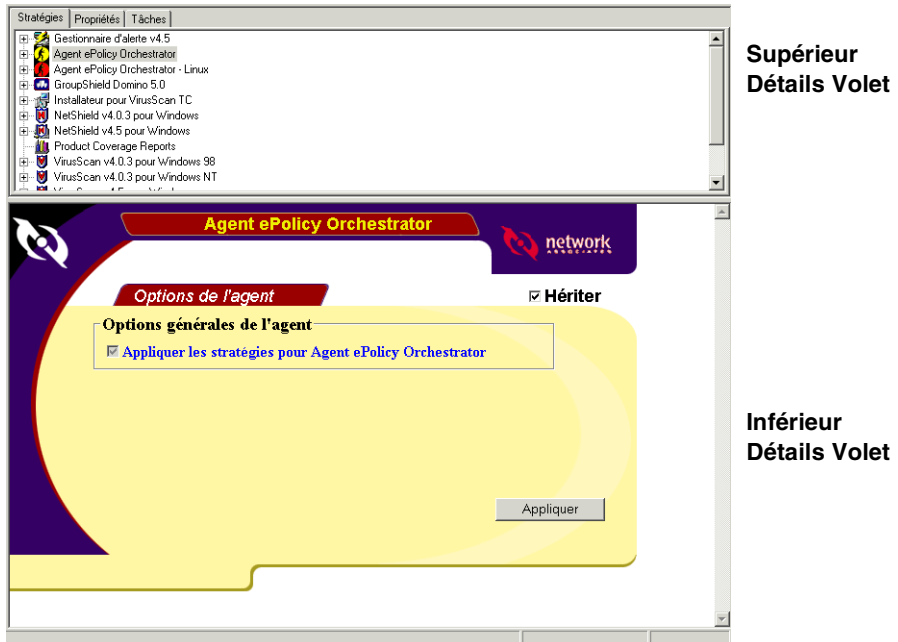 Stratégies Propriétés Tâches
Gestionnaire d'alerte v4.5
Agent ePolicy Orchestrator
Agent ePolicy Orchestrator - Linux
GroupShield Domino 5.0
Installateur pour VirusScan TC
NetShield v4.0.3 pour Windows
NetShield v4.5 pour Windows
Product Coverage Reports
VirusScan v4.0.3 pour Windows 98
VirusScan v4.0.3 pour Windows NT
Supérieur
Détails Volet
Agent ePolicy Orchestrator
network
ASSOCIATES
Options de l'agent
Hériter
Options générales de l'agent
Appliquer les stratégies pour Agent ePolicy Orchestrator
Appliquer
Inférieur
Détails Volet